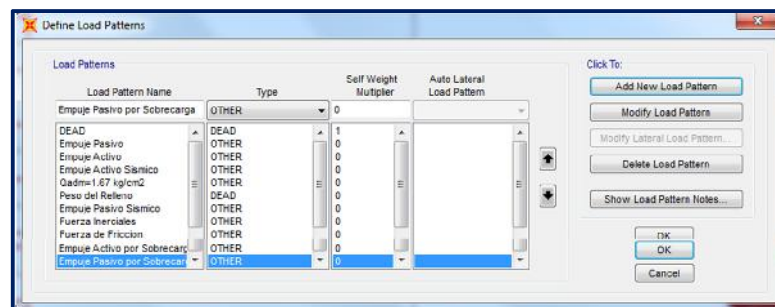 Define Load Patterns
Load Patterns
Click To:
Load Pattern Name Type Self Weight Multiplier Auto Lateral Load Pattern
Empuje Pasivo por Sobrecarga OTHER 0
Add New Load Pattern
Modify Load Pattern
Modify Lateral Load Pattern...
Delete Load Pattern
Show Load Pattern Notes...
DEAD DEAD 1
Empuje Pasivo OTHER 0
Empuje Activo OTHER 0
Empuje Activo Sismico OTHER 0
Qadm=1.67 kg/cm2 OTHER 0
Peso del Relleno DEAD 0
Empuje Pasivo Sismico OTHER 0
Fuerza Inerciales OTHER 0
Fuerza de Friccion OTHER 0
Empuje Activo por Sobrecarg OTHER 0
Empuje Pasivo por Sobrecar OTHER 0
OK
OK
Cancel